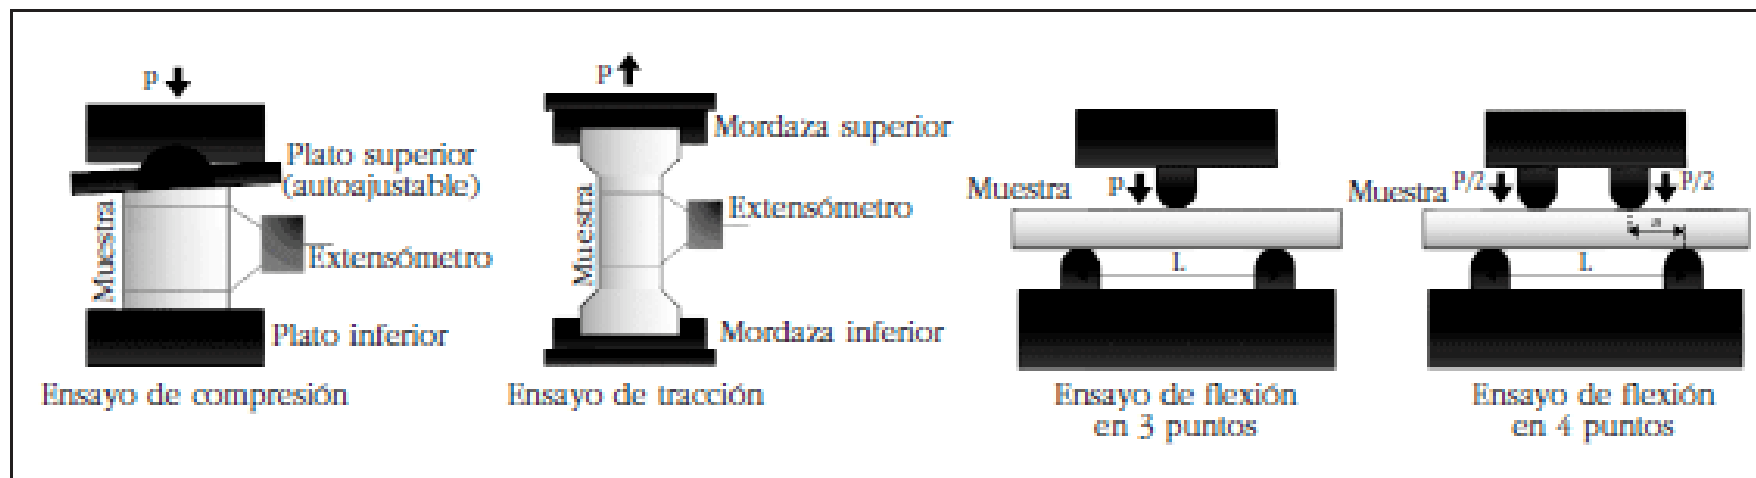 P
Plato superior
(autoajustable)
Muestra
Extensómetro
Plato inferior
Ensayo de compresión
P
Mordaza superior
Muestra
Extensómetro
Mordaza inferior
Ensayo de tracción
Muestra
P
L
Ensayo de flexión
en 3 puntos
Muestra
P/2
P/2
a
L
Ensayo de flexión
en 4 puntos